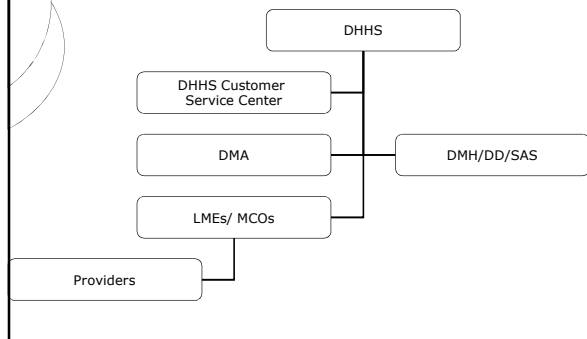 DHHS
DHHS Customer
Service Center
DMA
DMH/DD/SAS
LMEs/ MCOs
Providers